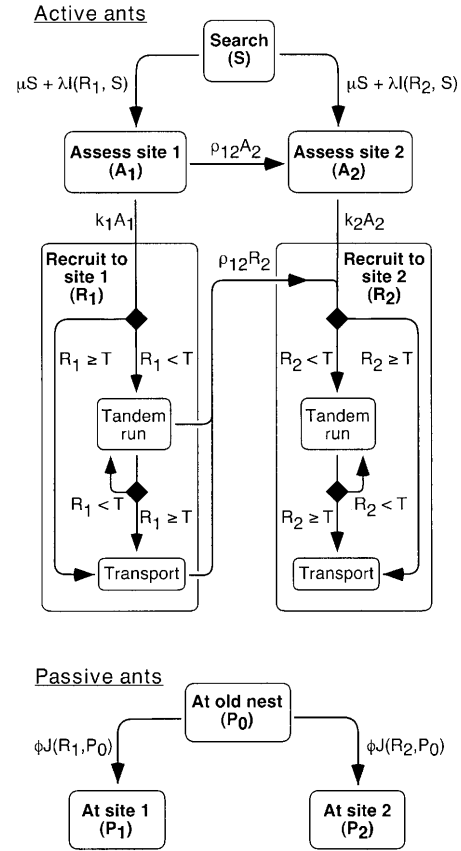 Active ants
Search
(S)
μS + λI(R₁, S)
μS + λI(R₂, S)
Assess site 1
(A₁)
ρ₁₂A₂
Assess site 2
(A₂)
k₁A₁
k₂A₂
Recruit to
site 1
(R₁)
ρ₁₂R₂
Recruit to
site 2
(R₂)
R₁ ≥ T
R₁ < T
R₂ < T
R₂ ≥ T
Tandem
run
Tandem
run
R₁ < T
R₁ ≥ T
R₂ ≥ T
R₂ < T
Transport
Transport
Passive ants
At old nest
(P₀)
ϕJ(R₁,P₀)
ϕJ(R₂,P₀)
At site 1
(P₁)
At site 2
(P₂)